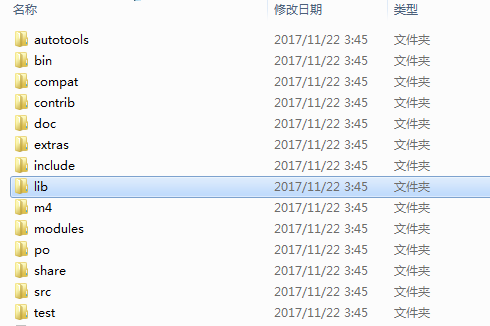 名称 修改日期 类型
autotools 2017/11/22 3:45 文件夹
bin 2017/11/22 3:45 文件夹
compat 2017/11/22 3:45 文件夹
contrib 2017/11/22 3:45 文件夹
doc 2017/11/22 3:45 文件夹
extras 2017/11/22 3:45 文件夹
include 2017/11/22 3:45 文件夹
lib 2017/11/22 3:45 文件夹
m4 2017/11/22 3:45 文件夹
modules 2017/11/22 3:45 文件夹
po 2017/11/22 3:45 文件夹
share 2017/11/22 3:45 文件夹
src 2017/11/22 3:45 文件夹
test 2017/11/22 3:45 文件夹